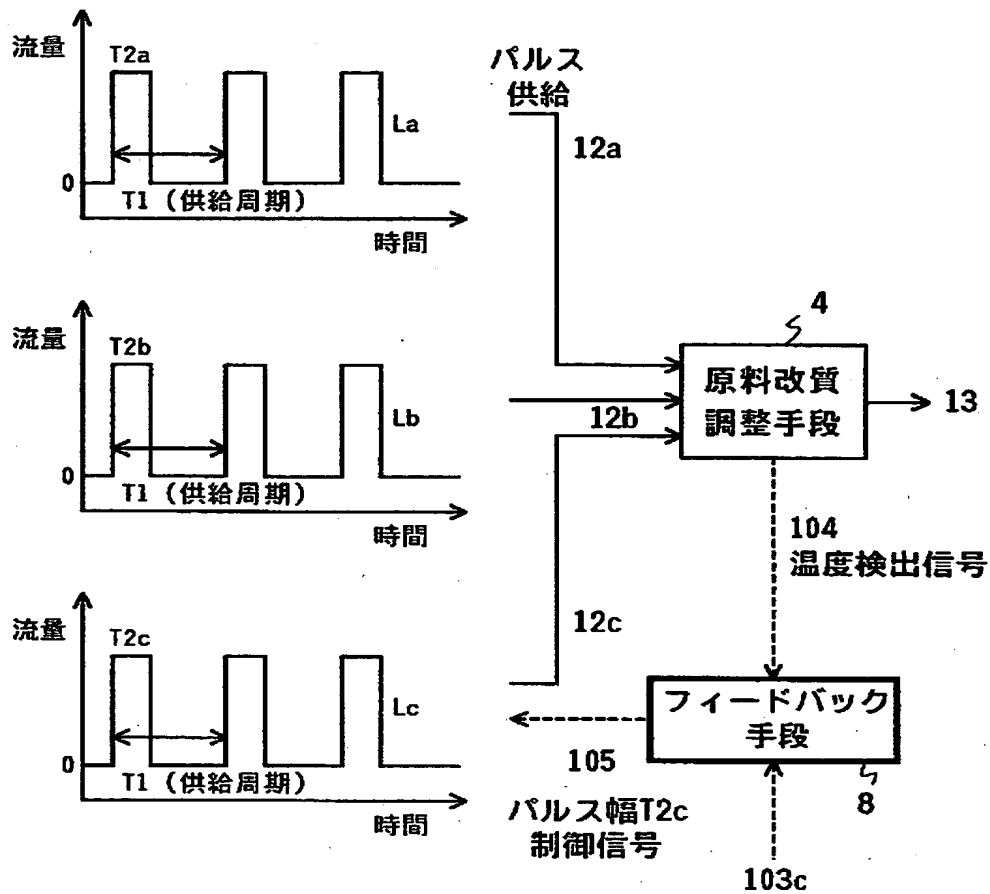 流量
T2a
La
0
T1 (供給周期)
時間
流量
T2b
Lb
0
T1 (供給周期)
時間
流量
T2c
Lc
0
T1 (供給周期)
時間
パルス
供給
12a
12b
12c
4
原料改質
調整手段
13
104
温度検出信号
フィードバック
手段
8
105
パルス幅T2c
制御信号
103c